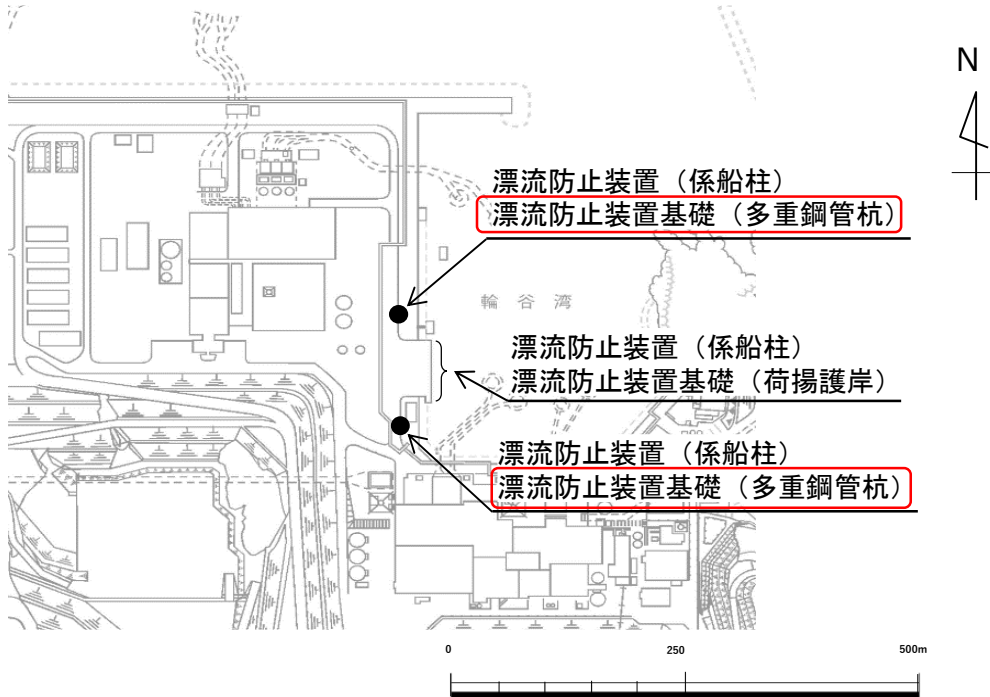 N
漂流防止装置（係船柱）
漂流防止装置基礎（多重鋼管杭）
輪谷湾
漂流防止装置（係船柱）
漂流防止装置基礎（荷揚護岸）
漂流防止装置（係船柱）
漂流防止装置基礎（多重鋼管杭）
0 250 500m